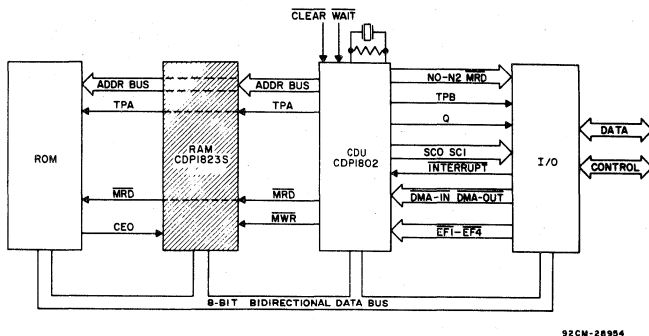 CLEAR WAIT
ADDR BUS
ADDR BUS
NO-N2 MRD
TPA
TPA
TPB
Q
ROM
RAM
CDP1823S
CDU
CDP1802
I/O
DATA
SCO SCI
CONTROL
INTERRUPT
MRD
MRD
DMA-IN DMA-OUT
MWR
CEO
EF1-EF4
8-BIT BIDIRECTIONAL DATA BUS
92CM-28954